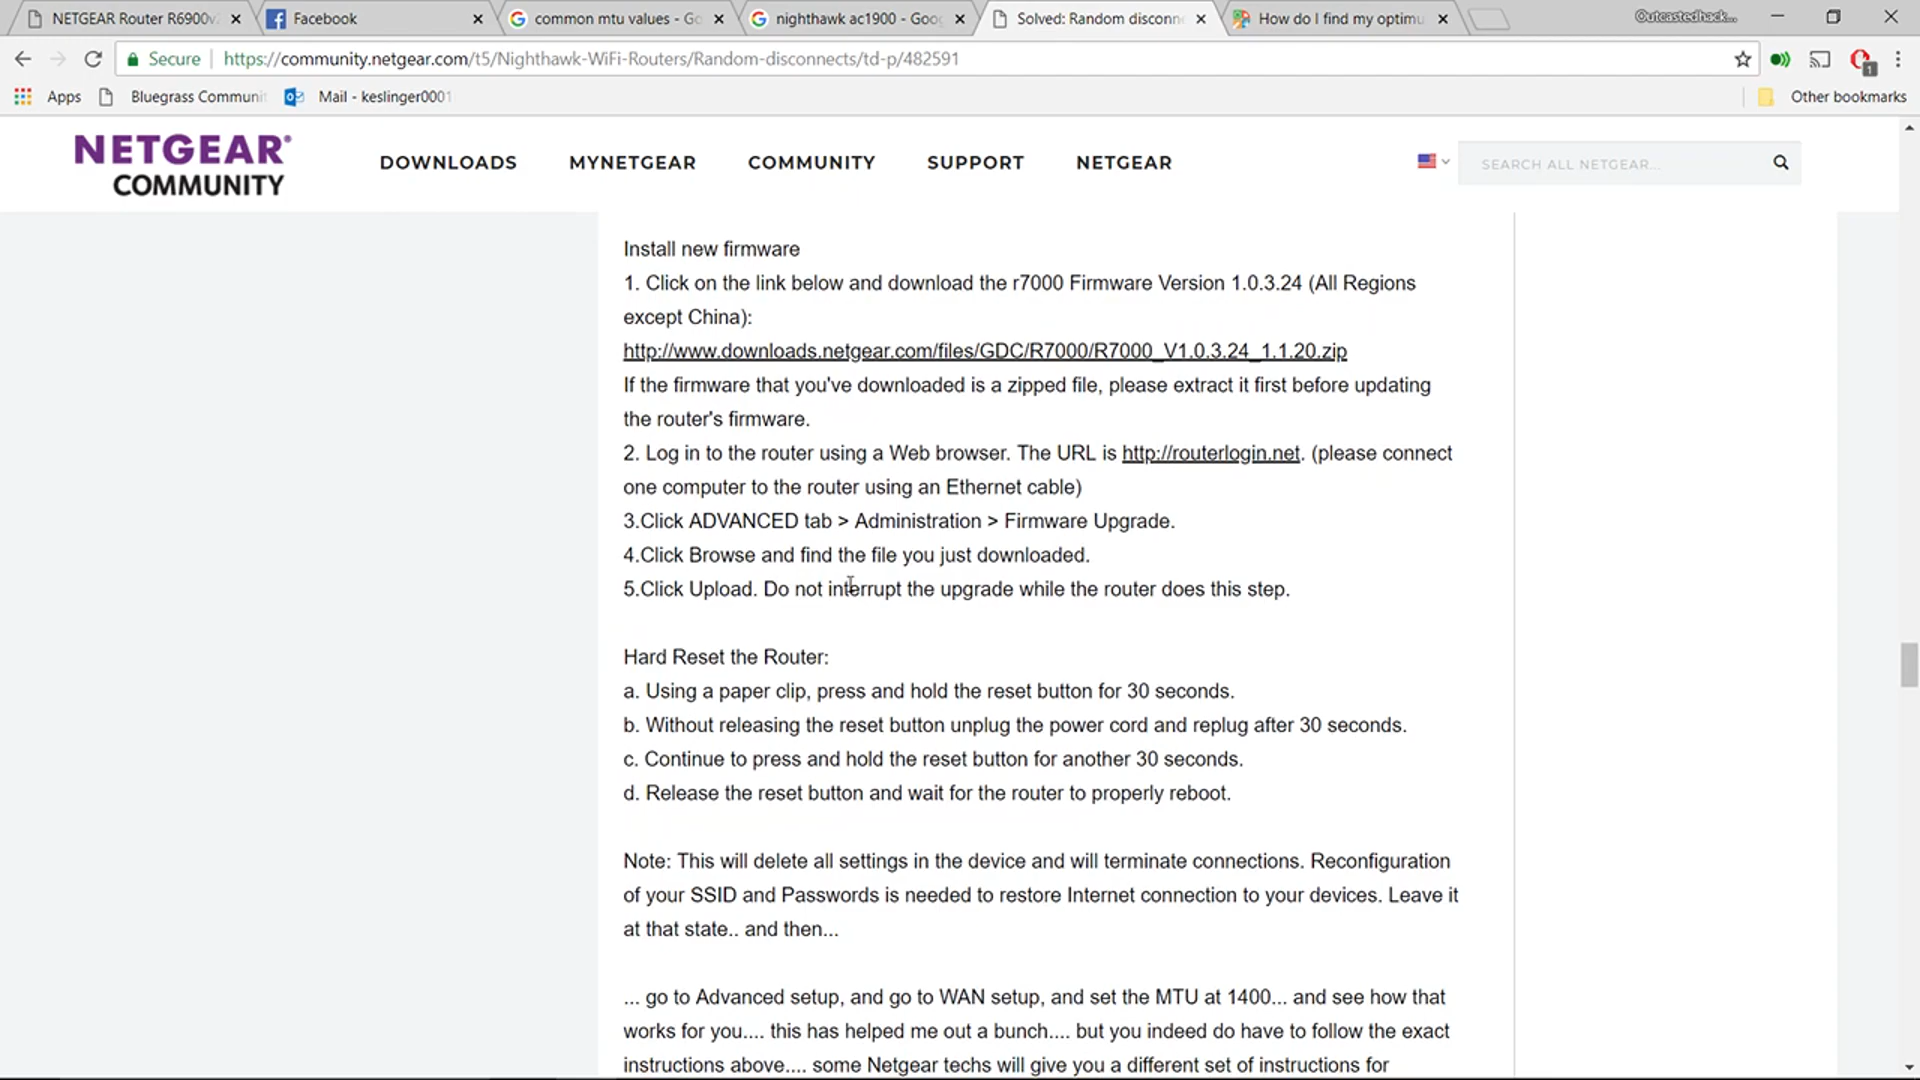 NETGEAR Router R6900v
Facebook
common mtu values - Go
nighthawk ac1900 - Goo
Solved: Random disconn
How do I find my optimu
Outcastedhack...
Secure
https://community.netgear.com/t5/Nighthawk-WiFi-Routers/Random-disconnects/td-p/482591
1
Apps
Bluegrass Communit
Mail - keslinger0001
Other bookmarks
NETGEAR®
COMMUNITY
DOWNLOADS
MYNETGEAR
COMMUNITY
SUPPORT
NETGEAR
SEARCH ALL NETGEAR...
Install new firmware
1. Click on the link below and download the r7000 Firmware Version 1.0.3.24 (All Regions
except China):
http://www.downloads.netgear.com/files/GDC/R7000/R7000_V1.0.3.24_1.1.20.zip
If the firmware that you've downloaded is a zipped file, please extract it first before updating
the router's firmware.
2. Log in to the router using a Web browser. The URL is http://routerlogin.net. (please connect
one computer to the router using an Ethernet cable)
3.Click ADVANCED tab > Administration > Firmware Upgrade.
4.Click Browse and find the file you just downloaded.
5.Click Upload. Do not interrupt the upgrade while the router does this step.
Hard Reset the Router:
a. Using a paper clip, press and hold the reset button for 30 seconds.
b. Without releasing the reset button unplug the power cord and replug after 30 seconds.
c. Continue to press and hold the reset button for another 30 seconds.
d. Release the reset button and wait for the router to properly reboot.
Note: This will delete all settings in the device and will terminate connections. Reconfiguration
of your SSID and Passwords is needed to restore Internet connection to your devices. Leave it
at that state.. and then...
... go to Advanced setup, and go to WAN setup, and set the MTU at 1400... and see how that
works for you.... this has helped me out a bunch.... but you indeed do have to follow the exact
instructions above.... some Netgear techs will give you a different set of instructions for